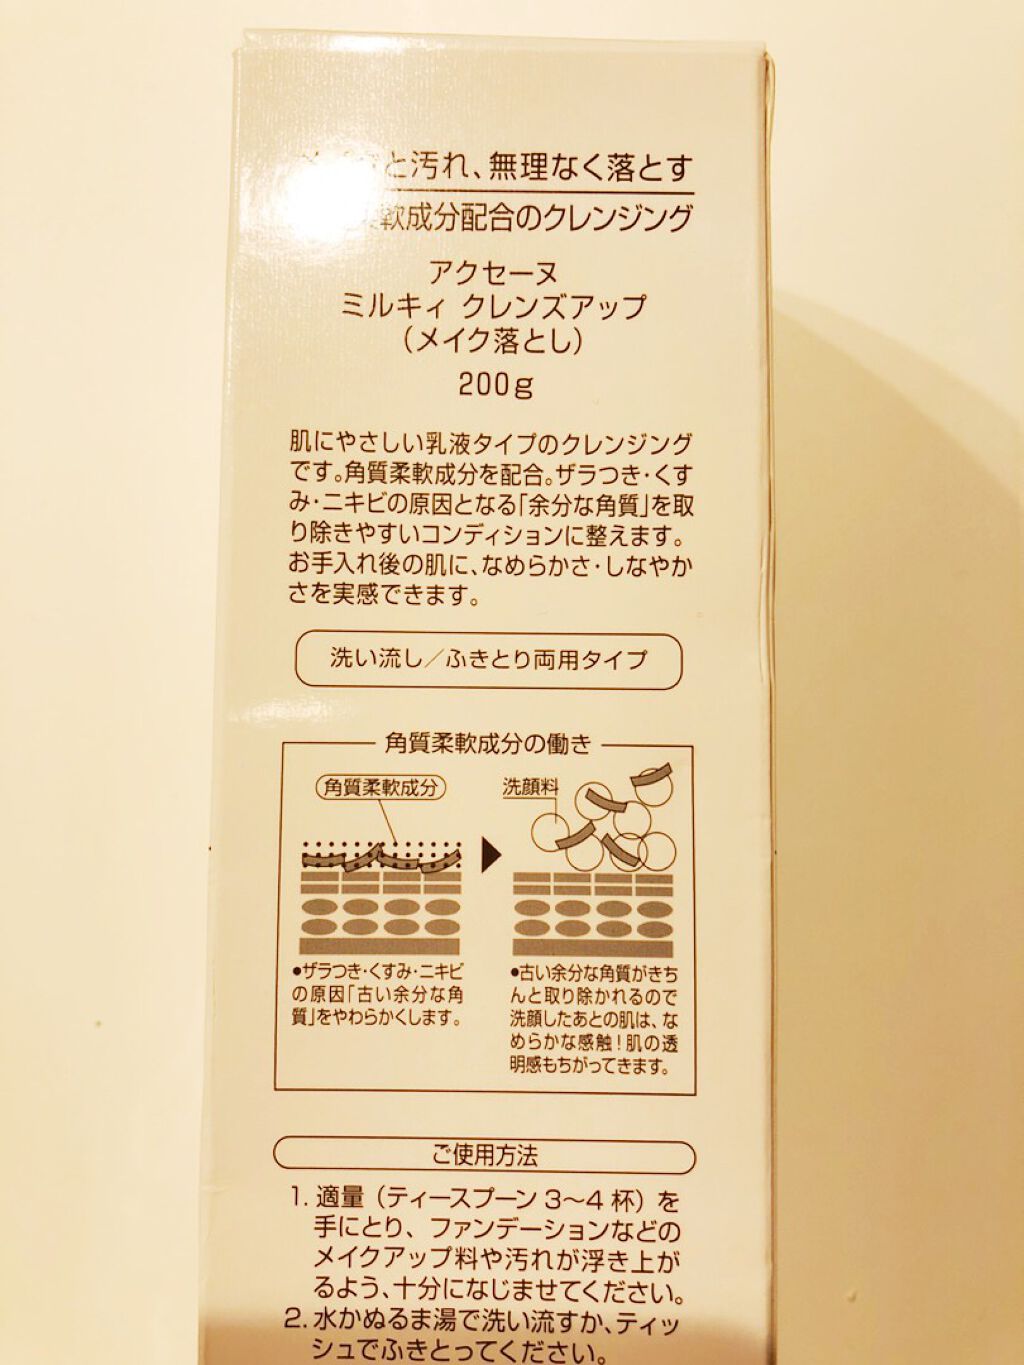 と汚れ、無理なく落とす
軟成分配合のクレンジング
アクセーヌ
ミルキィ クレンズアップ
（メイク落とし）
200g
肌にやさしい乳液タイプのクレンジング
です。角質柔軟成分を配合。ザラつき・くす
み・ニキビの原因となる「余分な角質」を取
り除きやすいコンディションに整えます。
お手入れ後の肌に、なめらかさ・しなやか
さを実感できます。
洗い流し／ふきとり両用タイプ
角質柔軟成分の働き
角質柔軟成分
洗顔料
•ザラつき・くすみ・ニキビ
の原因「古い余分な角
質」をやわらかくします。
•古い余分な角質がきち
んと取り除かれるので
洗顔したあとの肌は、な
めらかな感触！肌の透
明感もちがってきます。
ご使用方法
1. 適量（ティースプーン 3〜4 杯）を
手にとり、ファンデーションなどの
メイクアップ料や汚れが浮き上が
るよう、十分になじませてください。
2. 水かぬるま湯で洗い流すか、ティッ
シュでふきとってください。